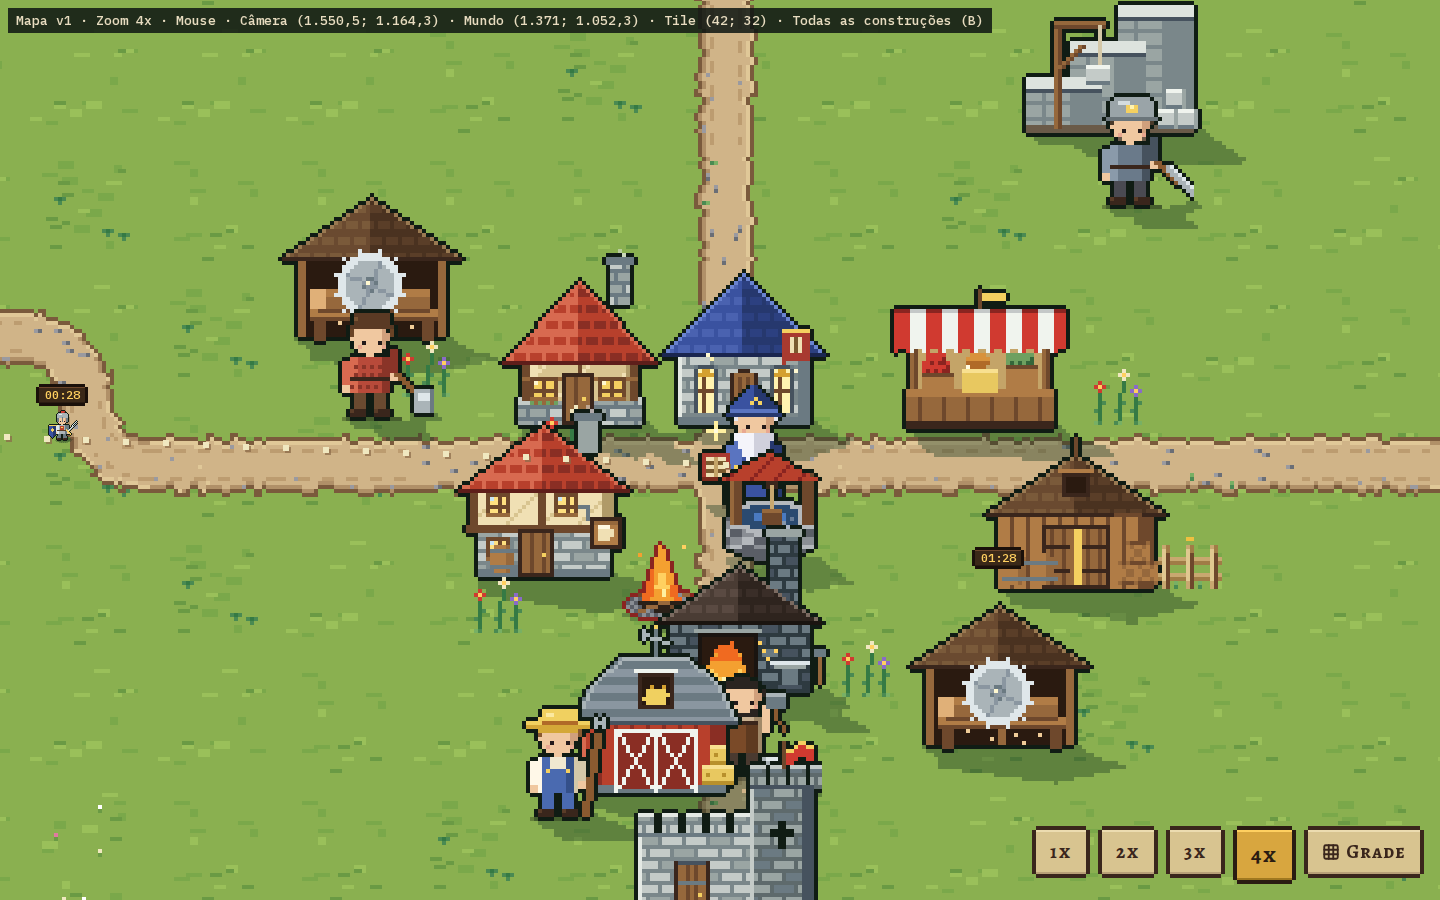 Mapa v1 · Zoom 4x · Mouse · Câmera (1.550,5; 1.164,3) · Mundo (1.371; 1.052,3) · Tile (42; 32) · Todas as construções (B)
00:28
01:28
1X 2X 3X 4X Grade